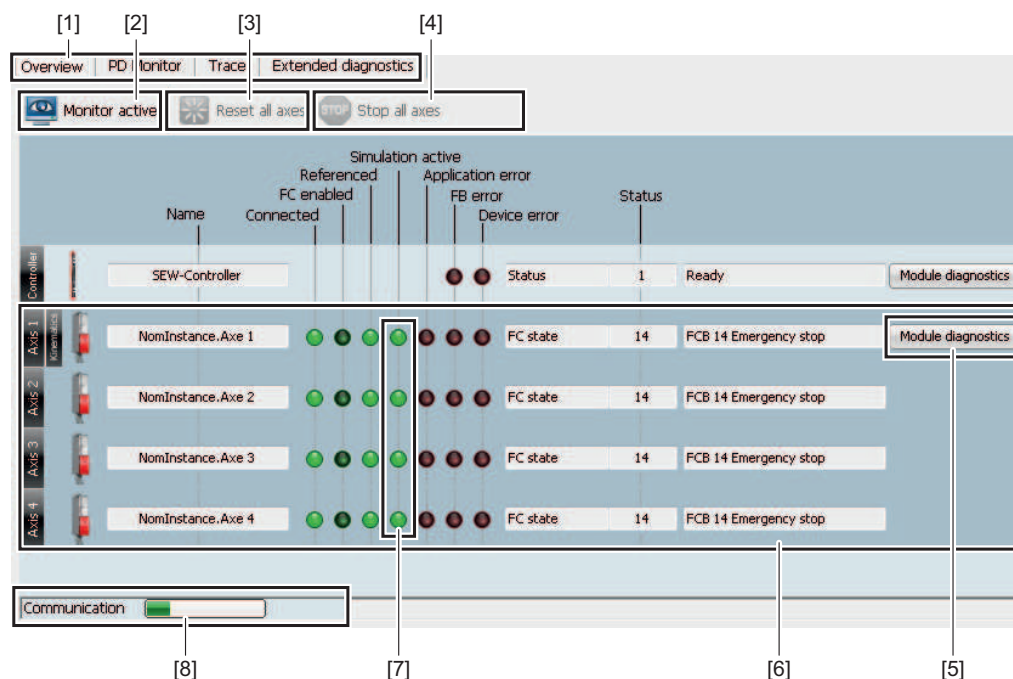 [1] [2] [3] [4]
Overview PD Monitor Trace Extended diagnostics
Monitor active Reset all axes STOP Stop all axes
Simulation active
Referenced Application error
FC enabled FB error Status
Name Connected Device error
Controller SEW-Controller Status 1 Ready Module diagnostics
Axis 1 Kinematics NomInstance.Axe 1 FC state 14 FCB 14 Emergency stop Module diagnostics
Axis 2 NomInstance.Axe 2 FC state 14 FCB 14 Emergency stop
Axis 3 NomInstance.Axe 3 FC state 14 FCB 14 Emergency stop
Axis 4 NomInstance.Axe 4 FC state 14 FCB 14 Emergency stop
Communication
[8] [7] [6] [5]